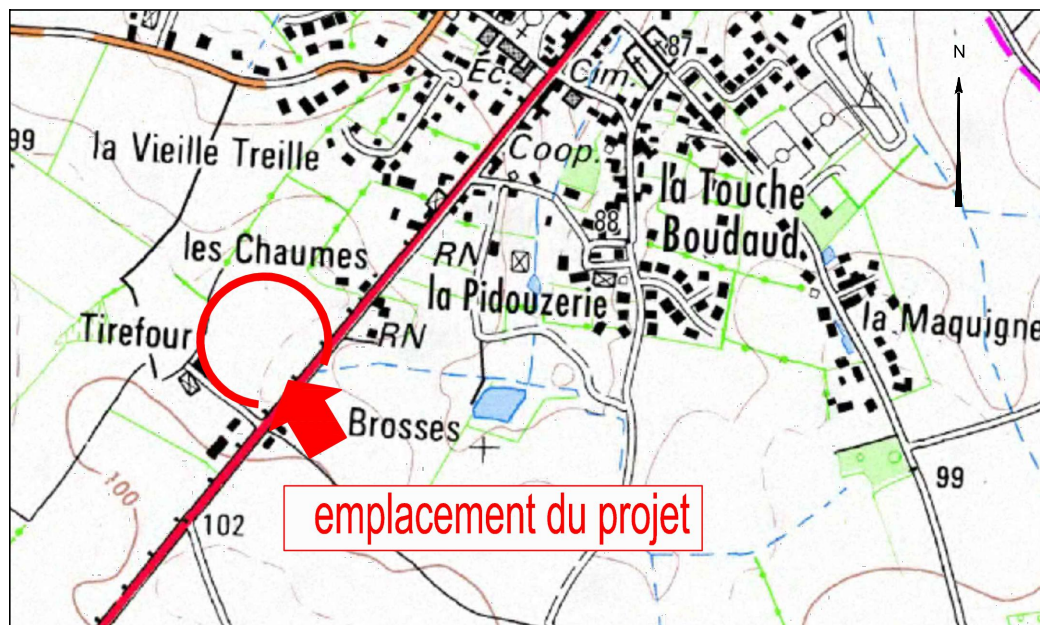 87
N
Éc.
Cim.
99
la Vieille Treille
Coop.
la Touche
Boudaud
88
les Chaumes
RN
la Pidouzerie
Tirefour
RN
la Maquigne
Brosses
100
99
emplacement du projet
102